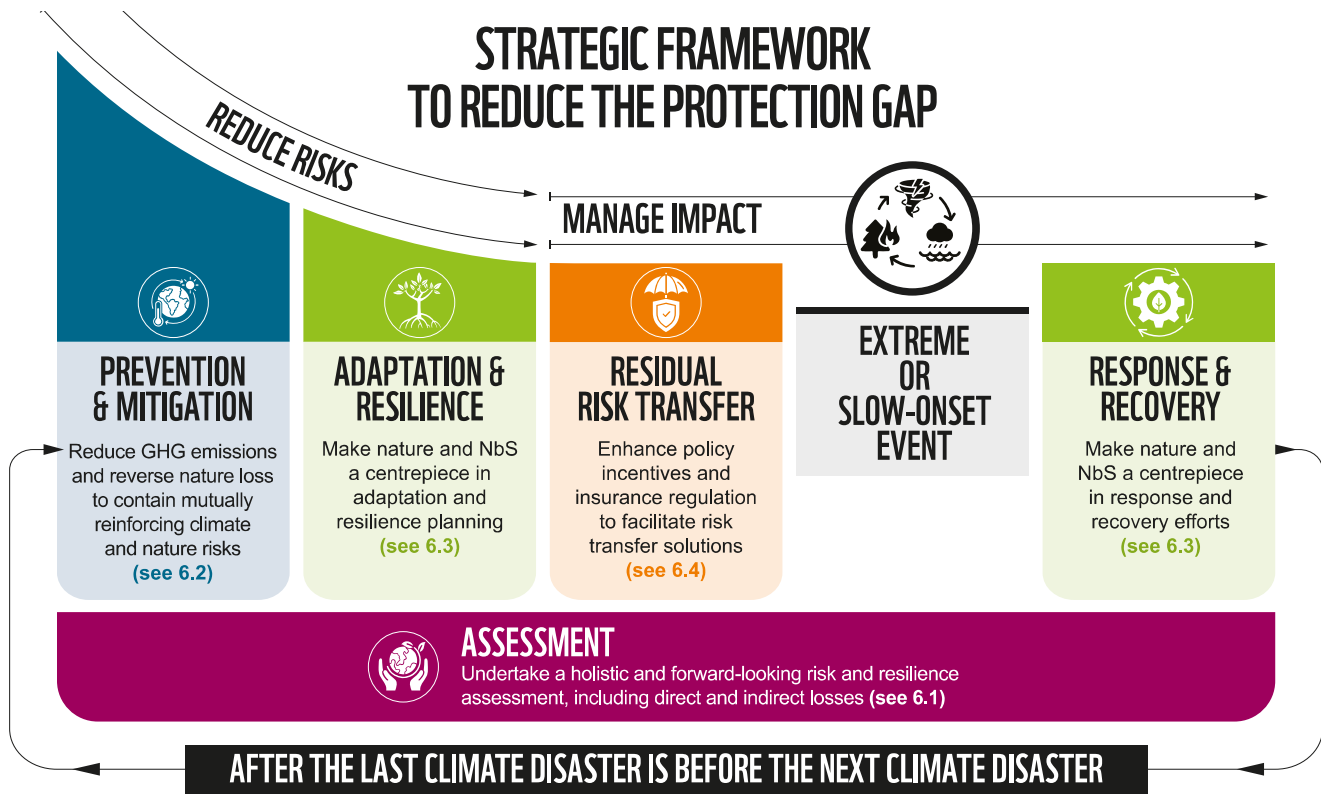 STRATEGIC FRAMEWORK
TO REDUCE THE PROTECTION GAP
REDUCE RISKS
MANAGE IMPACT
PREVENTION
& MITIGATION
Reduce GHG emissions
and reverse nature loss
to contain mutually
reinforcing climate
and nature risks
(see 6.2)
ADAPTATION &
RESILIENCE
Make nature and NbS
a centrepiece in
adaptation and
resilience planning
(see 6.3)
RESIDUAL
RISK TRANSFER
Enhance policy
incentives and
insurance regulation
to facilitate risk
transfer solutions
(see 6.4)
EXTREME
OR
SLOW-ONSET
EVENT
RESPONSE &
RECOVERY
Make nature and
NbS a centrepiece
in response and
recovery efforts
(see 6.3)
ASSESSMENT
Undertake a holistic and forward-looking risk and resilience
assessment, including direct and indirect losses (see 6.1)
AFTER THE LAST CLIMATE DISASTER IS BEFORE THE NEXT CLIMATE DISASTER